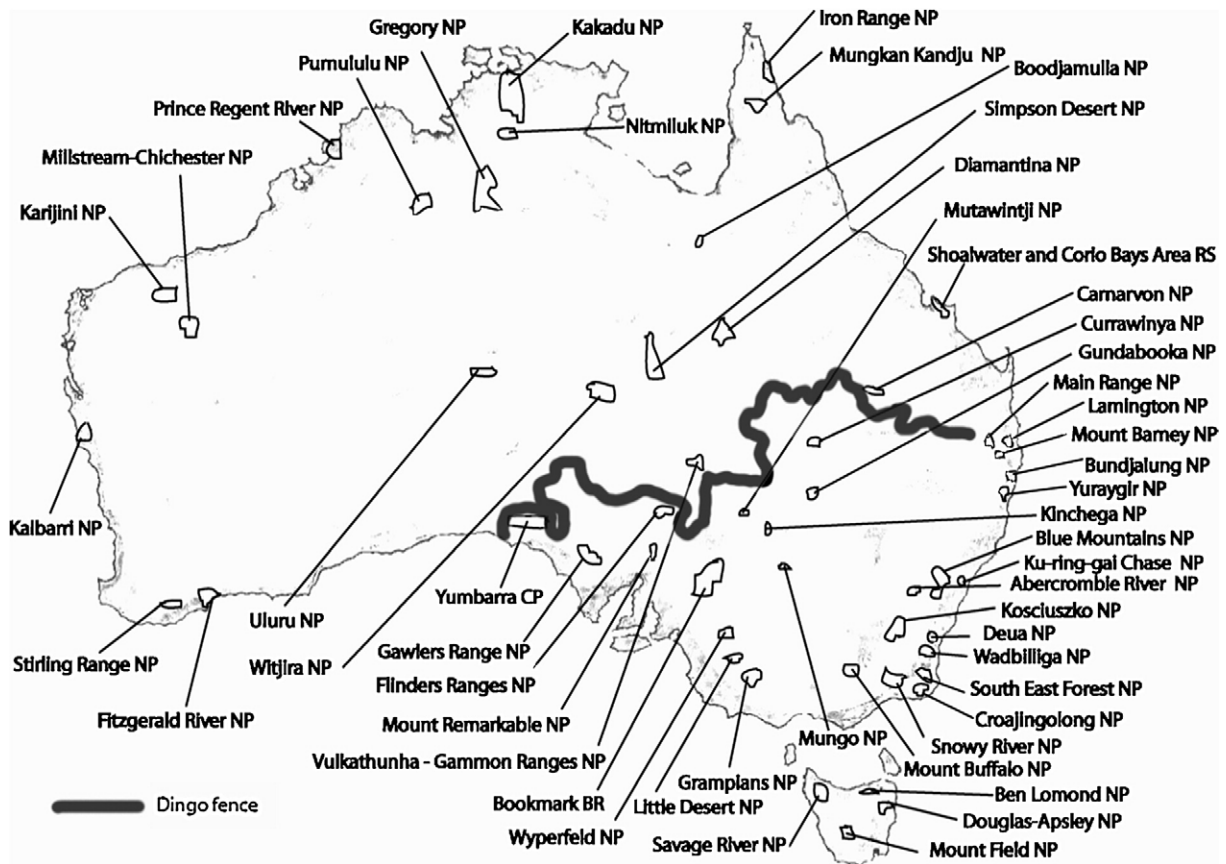 Iron Range NP
Gregory NP
Kakadu NP
Mungkan Kandju NP
Purnululu NP
Boodjamulla NP
Prince Regent River NP
Simpson Desert NP
Nitmiluk NP
Millstream-Chichester NP
Diamantina NP
Karijini NP
Mutawintji NP
Shoalwater and Corio Bays Area RS
Carnarvon NP
Currawinya NP
Gundabooka NP
Main Range NP
Lamington NP
Mount Barney NP
Bundjalung NP
Yuraygir NP
Kalbarri NP
Kinchega NP
Blue Mountains NP
Ku-ring-gai Chase NP
Abercrombie River NP
Yumbarra CP
Kosciuszko NP
Uluru NP
Deua NP
Gawlers Range NP
Wadbilliga NP
Stirling Range NP
Witjira NP
Flinders Ranges NP
South East Forest NP
Fitzgerald River NP
Mount Remarkable NP
Croajingolong NP
Mungo NP
Snowy River NP
Vulkathunha - Gammon Ranges NP
Mount Buffalo NP
Grampians NP
Dingo fence
Bookmark BR
Little Desert NP
Ben Lomond NP
Wyperfeld NP
Douglas-Apsley NP
Savage River NP
Mount Field NP